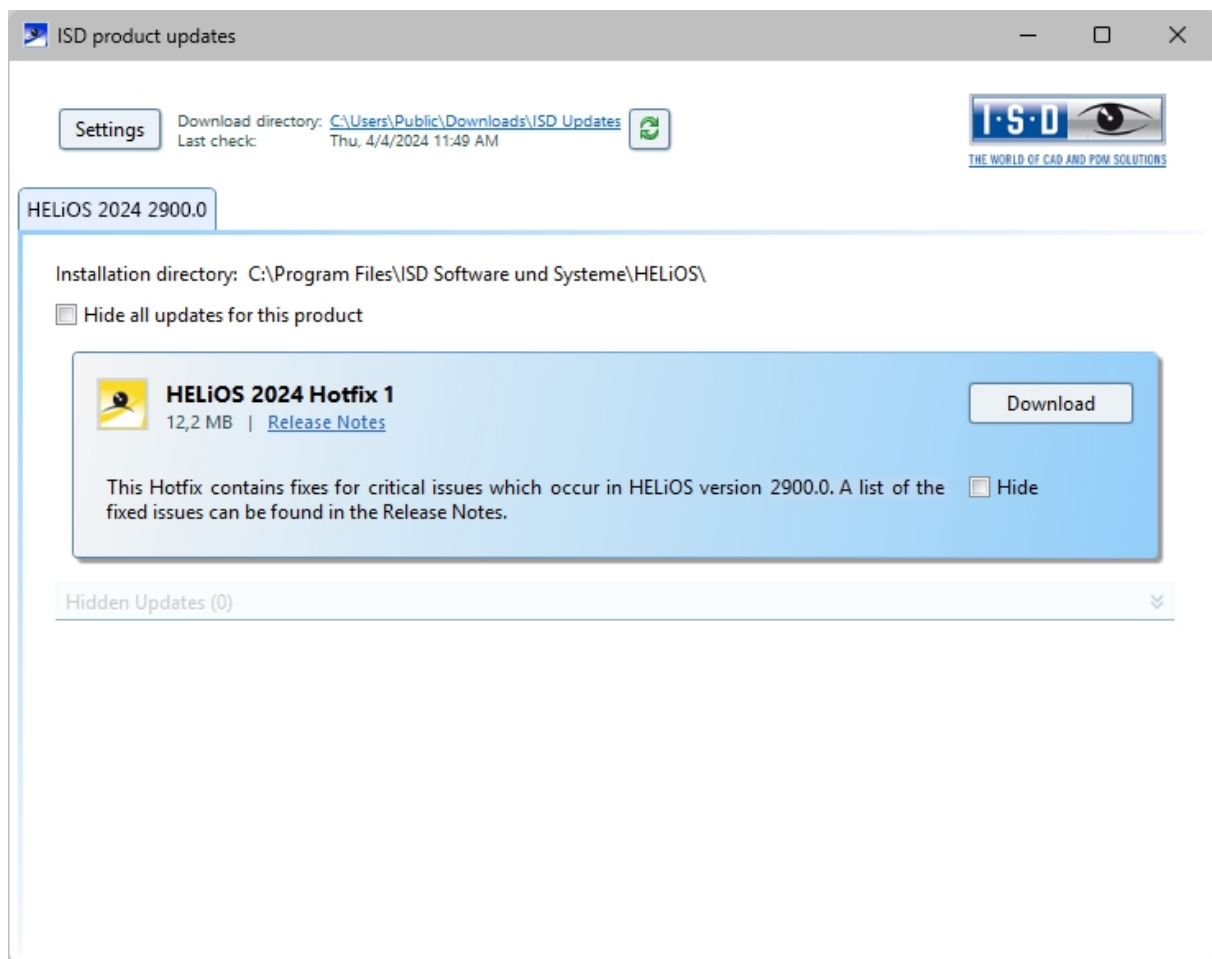 ISD product updates
Settings
Download directory: C:\Users\Public\Downloads\ISD Updates
Last check: Thu, 4/4/2024 11:49 AM
I·S·D
THE WORLD OF CAD AND PDM SOLUTIONS
HELiOS 2024 2900.0
Installation directory: C:\Program Files\ISD Software und Systeme\HELiOS\
Hide all updates for this product
HELiOS 2024 Hotfix 1
12,2 MB | Release Notes
Download
This Hotfix contains fixes for critical issues which occur in HELiOS version 2900.0. A list of the
fixed issues can be found in the Release Notes.
Hide
Hidden Updates (0)